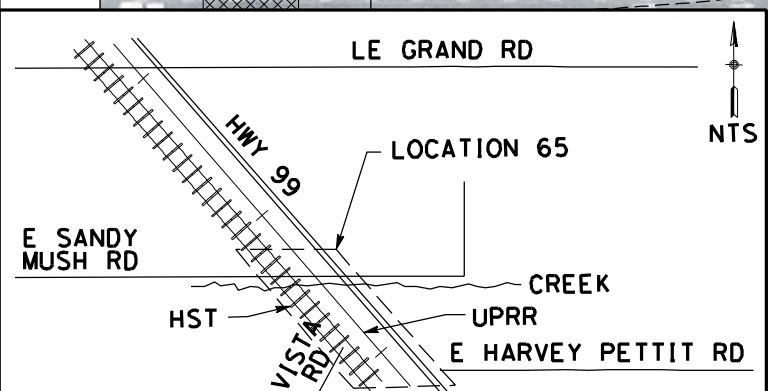 LE GRAND RD
NTS
HWY 99
LOCATION 65
E SANDY
MUSH RD
CREEK
HST
UPRR
VISTA
RD
E HARVEY PETTIT RD